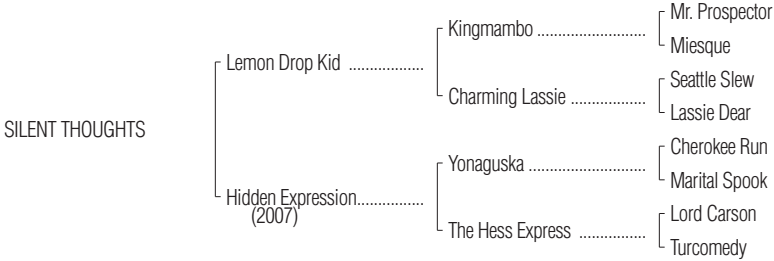 Mr. Prospector
Kingmambo ..........................
Miesque
Lemon Drop Kid ..................
Seattle Slew
Charming Lassie ..................
Lassie Dear
SILENT THOUGHTS
Cherokee Run
Yonaguska ............................
Marital Spook
Hidden Expression................
(2007)
Lord Carson
The Hess Express ................
Turcomedy